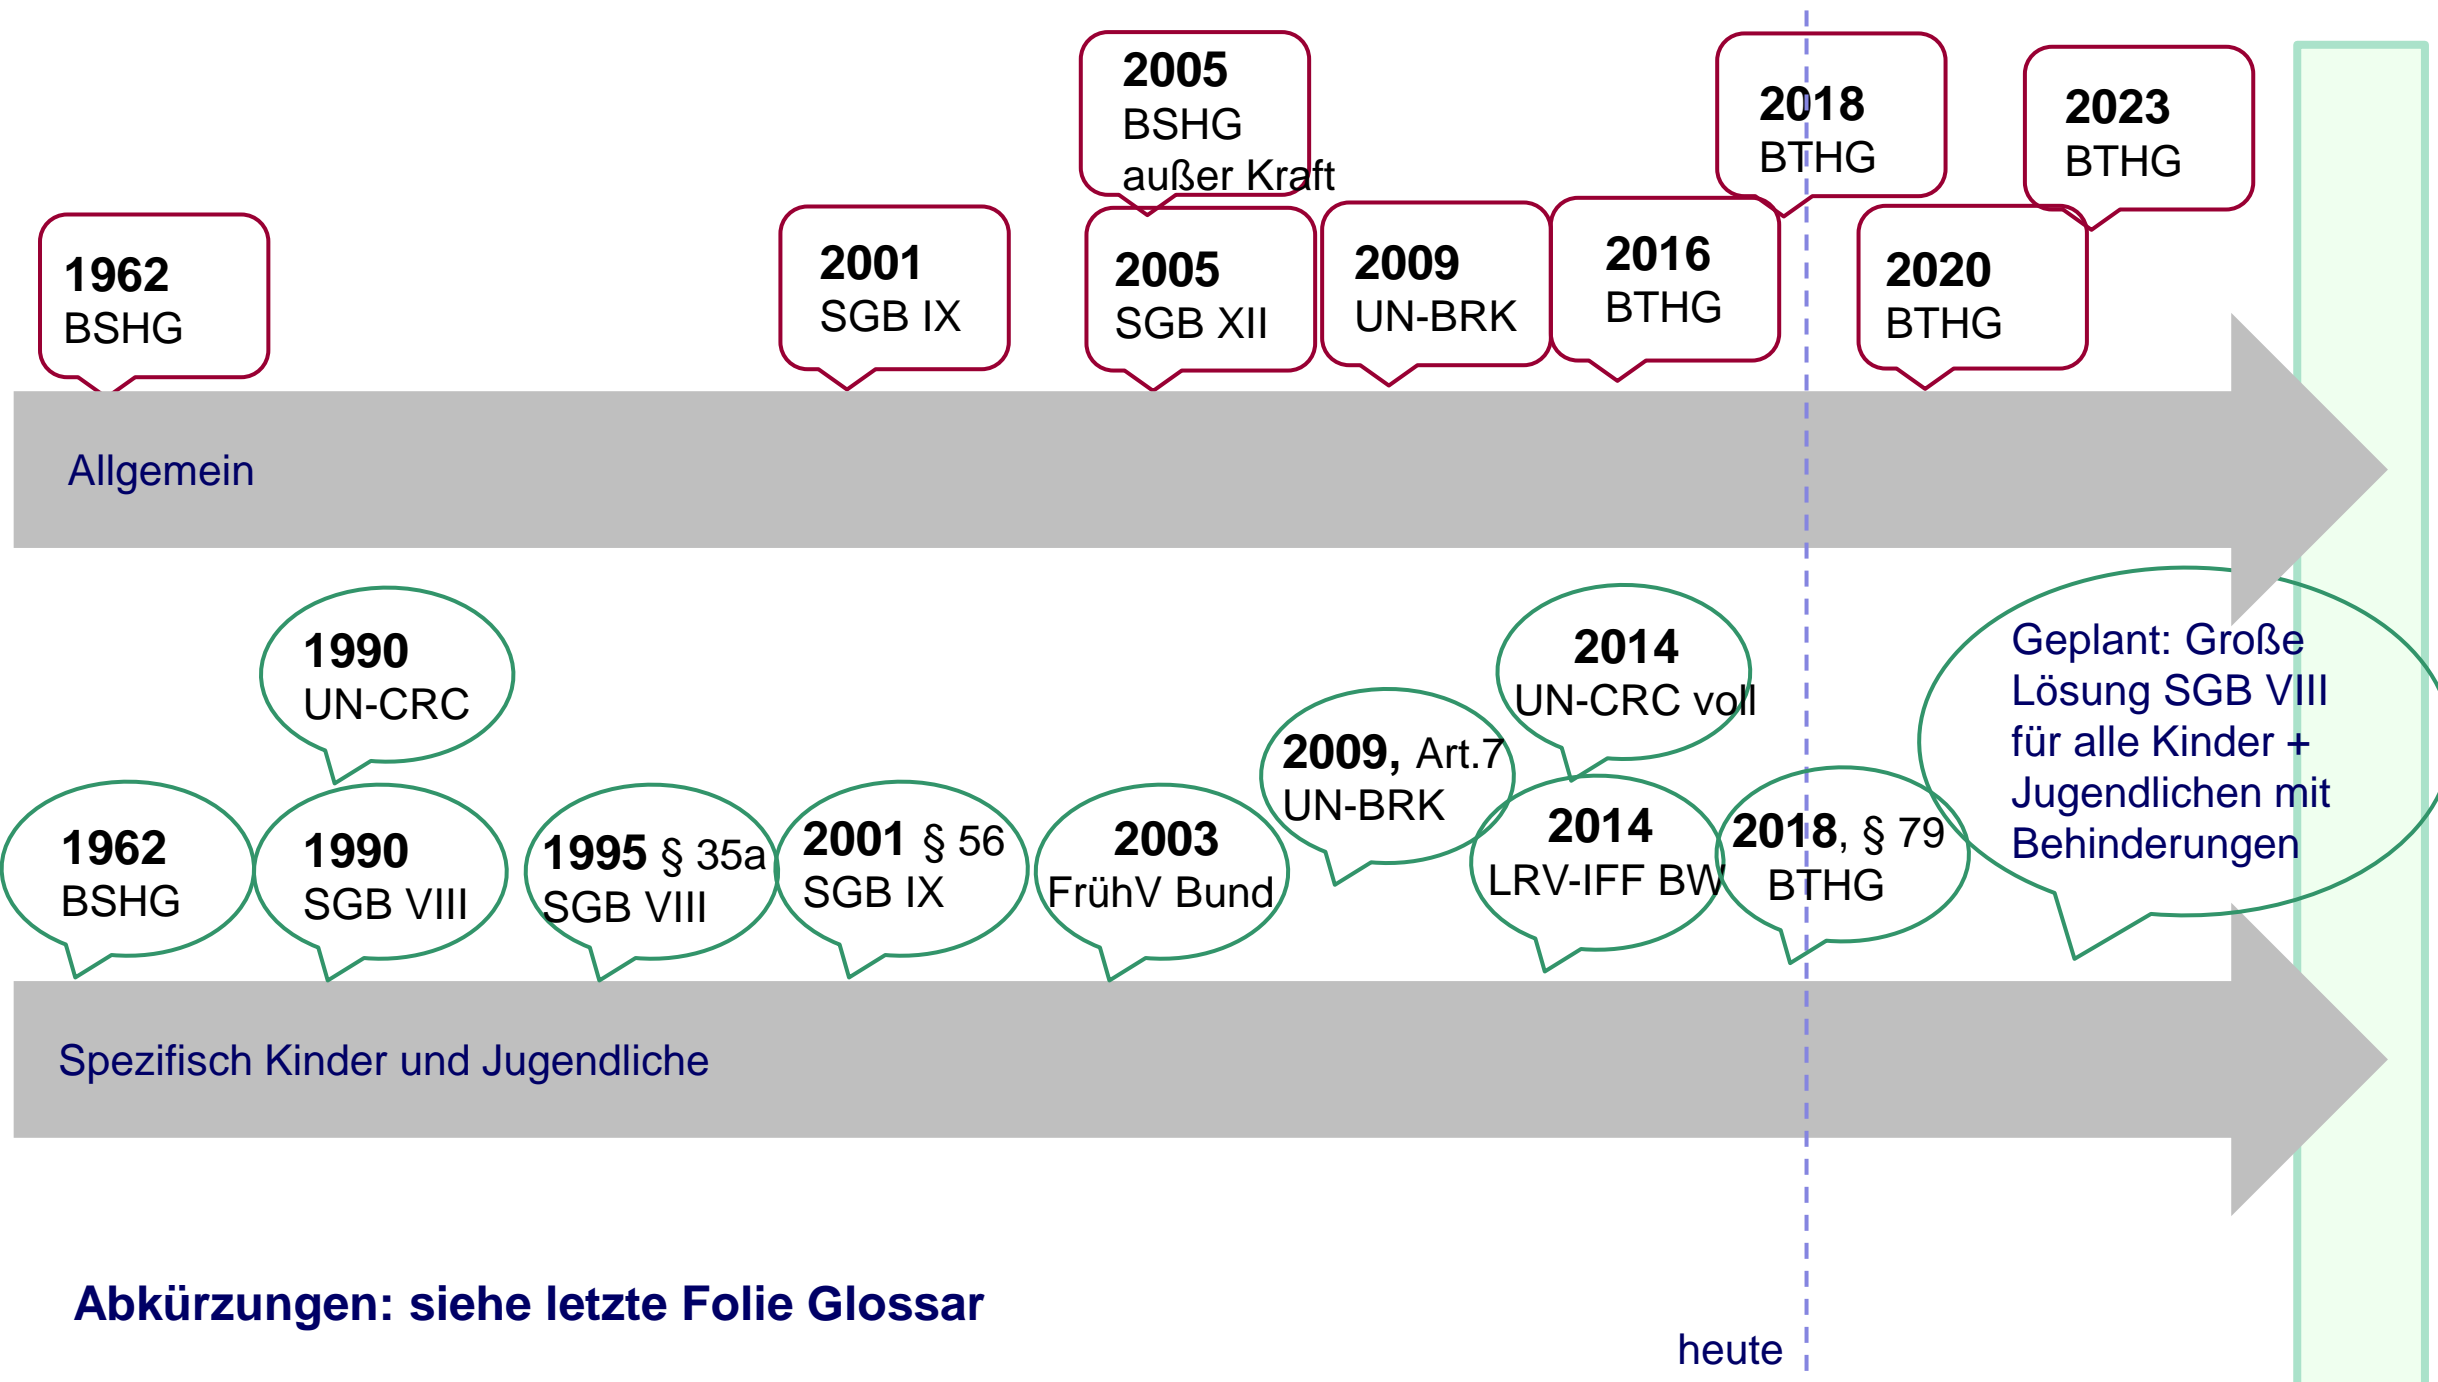 2005
BSHG
außer Kraft
2018
BTHG
2023
BTHG
1962
BSHG
2001
SGB IX
2005
SGB XII
2009
UN-BRK
2016
BTHG
2020
BTHG
Allgemein
1990
UN-CRC
2014
UN-CRC voll
Geplant: Große
Lösung SGB VIII
für alle Kinder +
Jugendlichen mit
Behinderungen
1962
BSHG
1990
SGB VIII
1995 § 35a
SGB VIII
2001 § 56
SGB IX
2003
FrühV Bund
2009, Art.7
UN-BRK
2014
LRV-IFF BW
2018, § 79
BTHG
Spezifisch Kinder und Jugendliche
Abkürzungen: siehe letzte Folie Glossar
heute